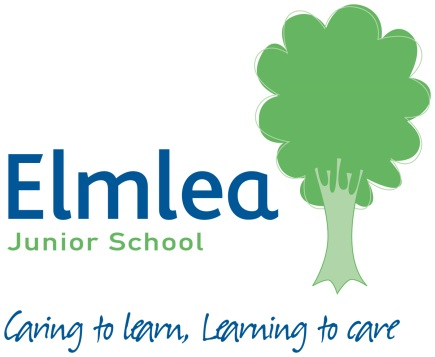 Elmlea
Junior School
Caring to learn, Learning to care